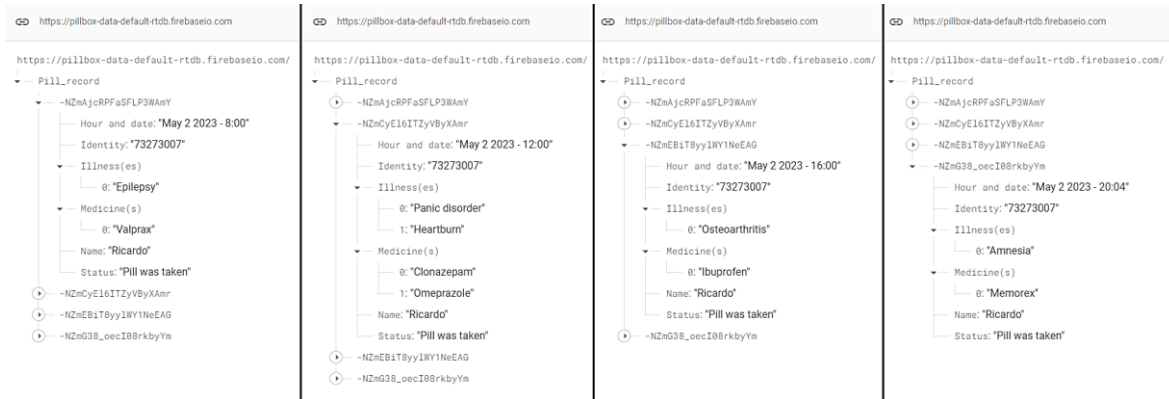 https://pillbox-data-default-rtdb.firebaseio.com
https://pillbox-data-default-rtdb.firebaseio.com/
Pill_record
-NZmAjcRPFaSFLP3WAmY
Hour and date: "May 2 2023 - 8:00"
Identity: "73273007"
Illness(es)
0: "Epilepsy"
Medicine(s)
0: "Valprax"
Name: "Ricardo"
Status: "Pill was taken"
-NZmCyEl6ITZyVByXAmr
-NZmEBiT8yylWY1NeEAG
-NZmG38_oecI08rkbyYm
https://pillbox-data-default-rtdb.firebaseio.com
https://pillbox-data-default-rtdb.firebaseio.com/
Pill_record
-NZmAjcRPFaSFLP3WAmY
-NZmCyEl6ITZyVByXAmr
Hour and date: "May 2 2023 - 12:00"
Identity: "73273007"
Illness(es)
0: "Panic disorder"
1: "Heartburn"
Medicine(s)
0: "Clonazepam"
1: "Omeprazole"
Name: "Ricardo"
Status: "Pill was taken"
-NZmEBiT8yylWY1NeEAG
-NZmG38_oecI08rkbyYm
https://pillbox-data-default-rtdb.firebaseio.com
https://pillbox-data-default-rtdb.firebaseio.com/
Pill_record
-NZmAjcRPFaSFLP3WAmY
-NZmCyEl6ITZyVByXAmr
-NZmEBiT8yylWY1NeEAG
Hour and date: "May 2 2023 - 16:00"
Identity: "73273007"
Illness(es)
0: "Osteoarthritis"
Medicine(s)
0: "Ibuprofen"
Name: "Ricardo"
Status: "Pill was taken"
-NZmG38_oecI08rkbyYm
https://pillbox-data-default-rtdb.firebaseio.com
https://pillbox-data-default-rtdb.firebaseio.com/
Pill_record
-NZmAjcRPFaSFLP3WAmY
-NZmCyEl6ITZyVByXAmr
-NZmEBiT8yylWY1NeEAG
-NZmG38_oecI08rkbyYm
Hour and date: "May 2 2023 - 20:04"
Identity: "73273007"
Illness(es)
0: "Amnesia"
Medicine(s)
0: "Memorex"
Name: "Ricardo"
Status: "Pill was taken"